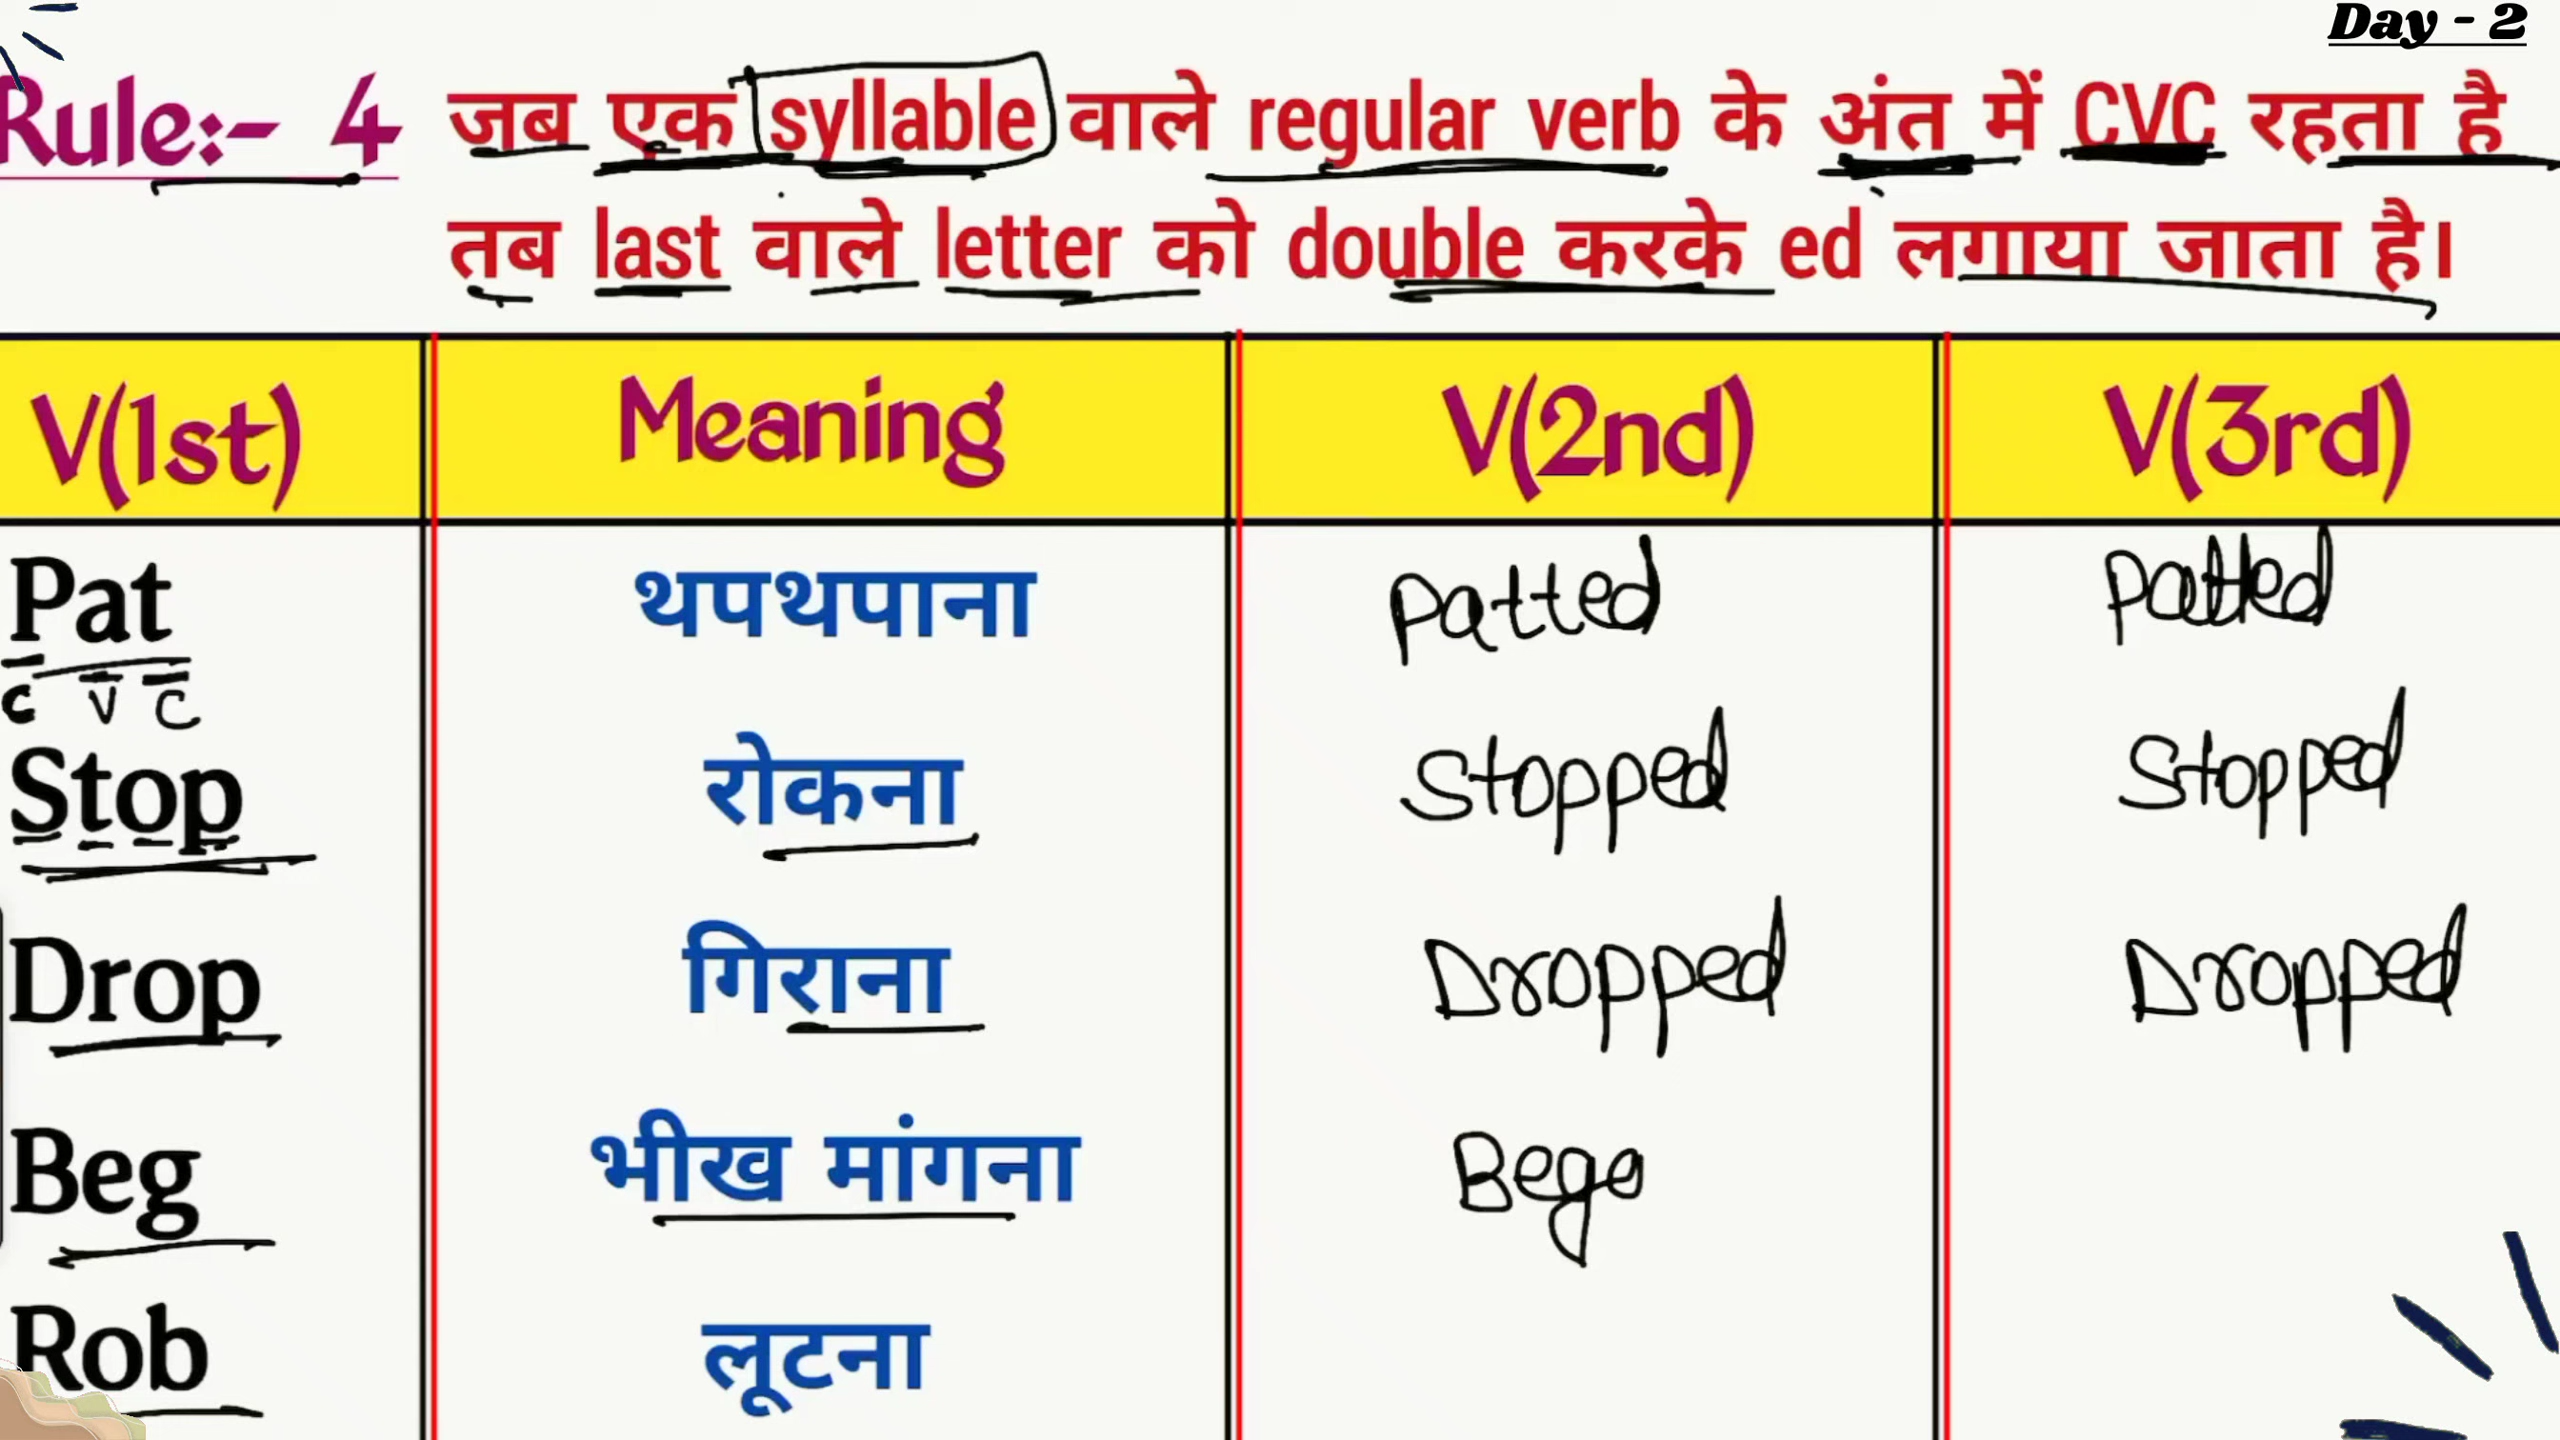 Day - 2
Rule:- 4 जब एक syllable वाले regular verb के अंत में CVC रहता है
तब last वाले letter को double करके ed लगाया जाता है।
V(1st) Meaning V(2nd) V(3rd)
Pat थपथपाना patted patted
C V C
Stop रोकना Stopped Stopped
Drop गिराना Dropped Dropped
Beg भीख मांगना
Rob लूटना